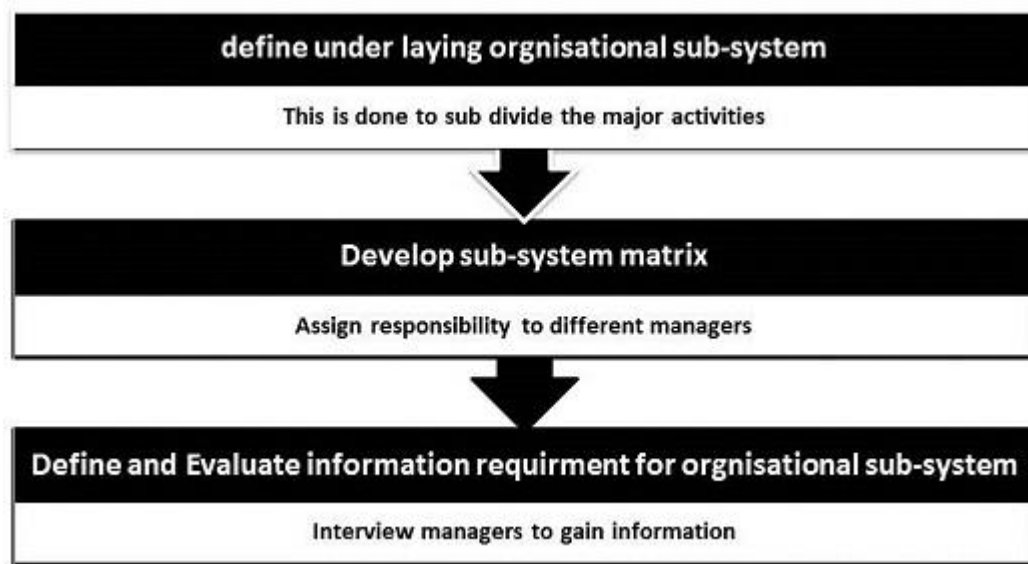 define under laying orgnisational sub-system
This is done to sub divide the major activities
Develop sub-system matrix
Assign responsibility to different managers
Define and Evaluate information requirment for orgnisational sub-system
Interview managers to gain information